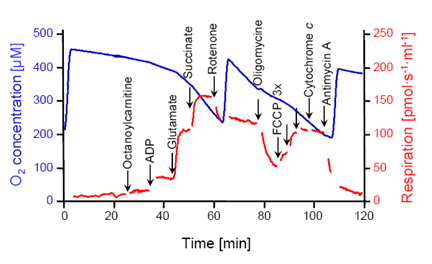 O2 concentration [µM]
500
400
300
200
100
0
Octanoylcarnitine
ADP
Glutamate
Succinate
Rotenone
Oligomycine
FCCP 3x
Cytochrome c
Antimycin A
250
200
150
100
50
0
Respiration [pmol·s-1·ml-1]
0
20
40
60
80
100
120
Time [min]